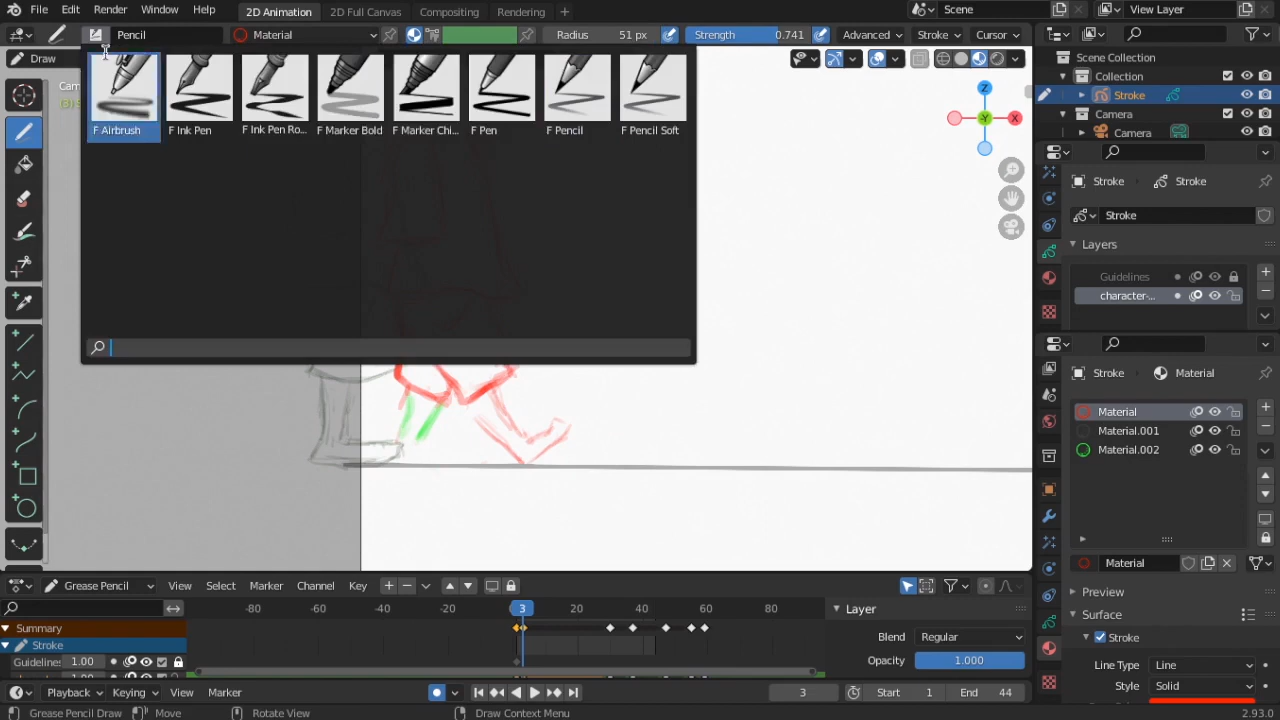 File Edit Render Window Help 2D Animation 2D Full Canvas Compositing Rendering + Scene View Layer
Pencil Material Radius 51 px Strength 0.741 Advanced Stroke Cursor
Draw
F Airbrush F Ink Pen F Ink Pen Ro... F Marker Bold F Marker Chi... F Pen F Pencil F Pencil Soft
Z
-Y X
Scene Collection
Collection
Stroke
Camera
Camera
Stroke Stroke
Stroke
Layers
Guidelines
character-...
Stroke Material
Material
Material.001
Material.002
Material
Preview
Surface
Stroke
Line Type Line
Style Solid
Grease Pencil View Select Marker Channel Key
-80 -60 -40 -20 3 20 40 60 80
Summary
Stroke
Guidelines 1.00
Layer
Blend Regular
Opacity 1.000
Playback Keying View Marker 3 Start 1 End 44
Grease Pencil Draw Move Rotate View Draw Context Menu 2.93.0